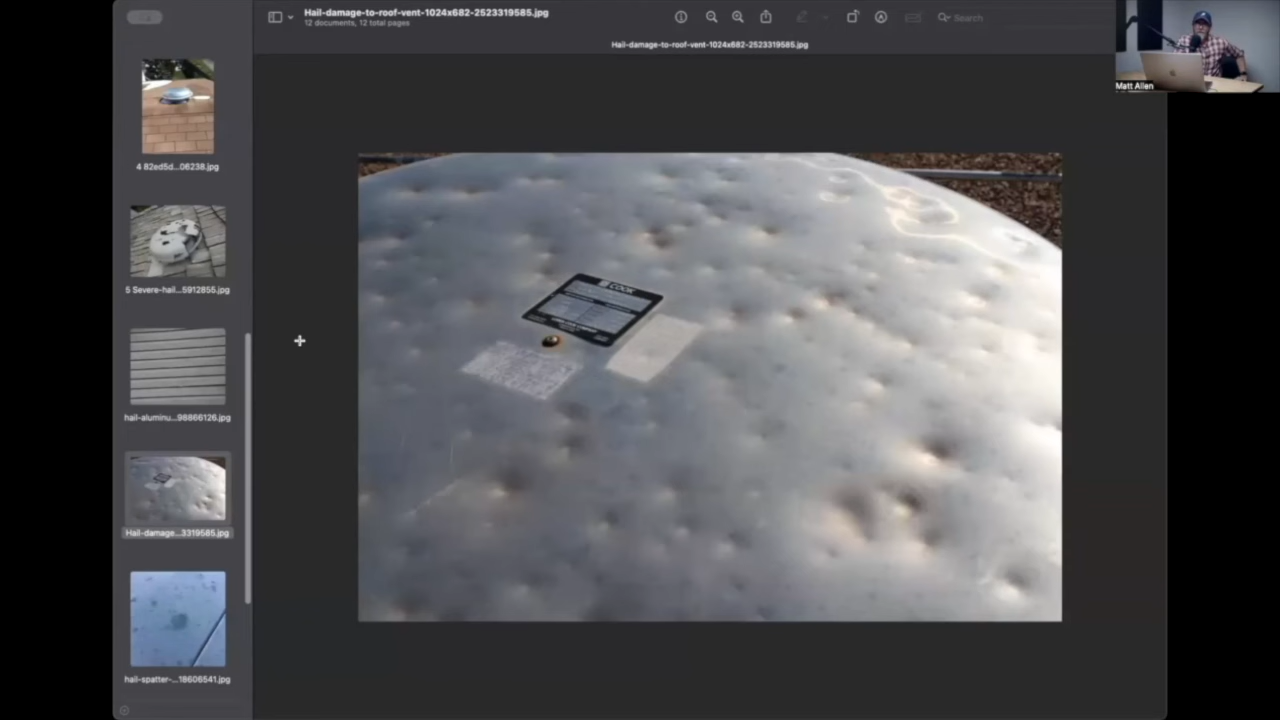 Hail-damage-to-roof-vent-1024x682-2523319585.jpg
12 documents, 12 total pages
Search
Hail-damage-to-roof-vent-1024x682-2523319585.jpg
Matt Allen
4 82ed5d...06238.jpg
5 Severe-hail...5912855.jpg
hail-aluminu...98866126.jpg
Hail-damage...3319585.jpg
hail-spatter-...18606541.jpg
COOK